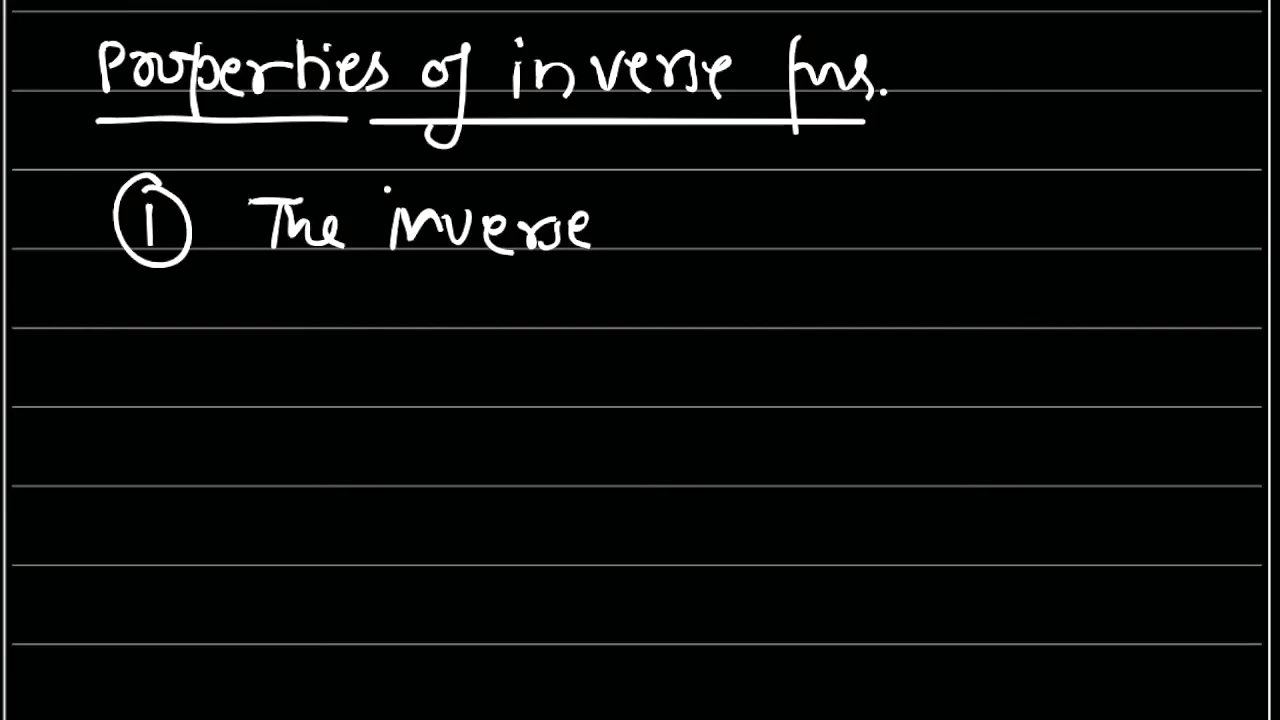 Properties of inverse fns.
① The inverse